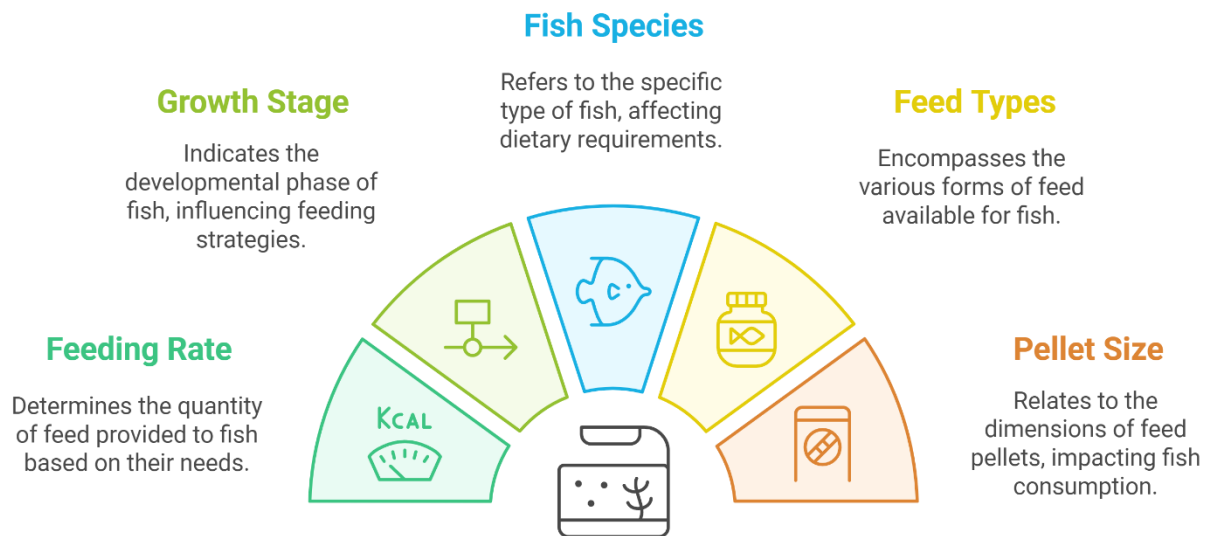 Fish Species
Refers to the specific
type of fish, affecting
dietary requirements.
Growth Stage
Indicates the
developmental phase of
fish, influencing feeding
strategies.
Feed Types
Encompasses the
various forms of feed
available for fish.
Feeding Rate
Determines the quantity
of feed provided to fish
based on their needs.
KCAL
Pellet Size
Relates to the
dimensions of feed
pellets, impacting fish
consumption.